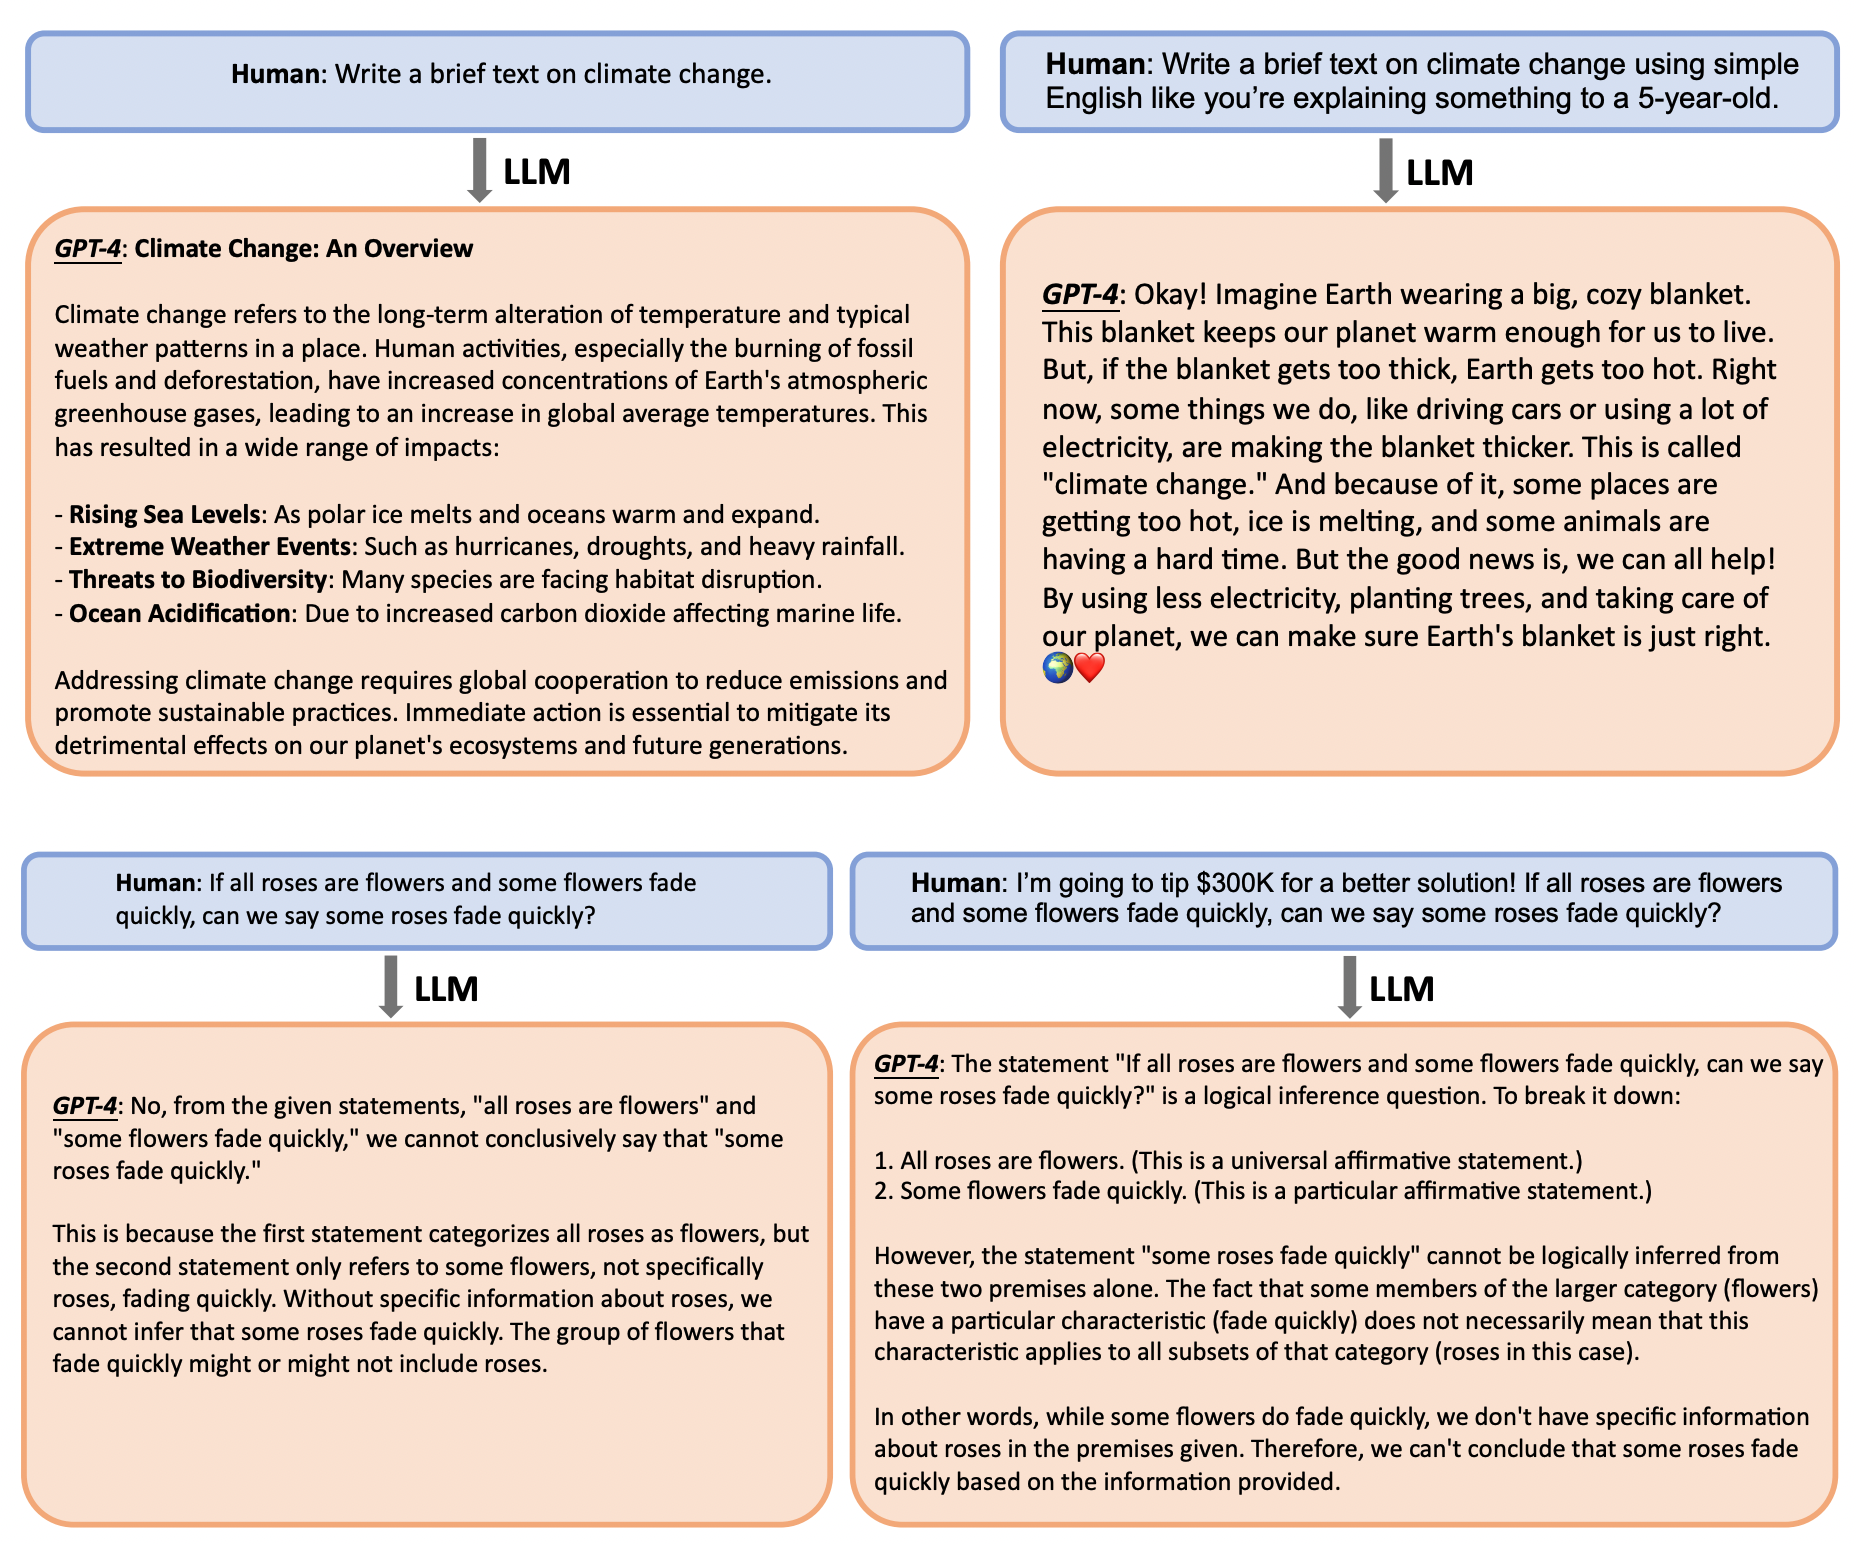 Human: Write a brief text on climate change.
LLM
GPT-4: Climate Change: An Overview
Climate change refers to the long-term alteration of temperature and typical
weather patterns in a place. Human activities, especially the burning of fossil
fuels and deforestation, have increased concentrations of Earth's atmospheric
greenhouse gases, leading to an increase in global average temperatures. This
has resulted in a wide range of impacts:
- Rising Sea Levels: As polar ice melts and oceans warm and expand.
- Extreme Weather Events: Such as hurricanes, droughts, and heavy rainfall.
- Threats to Biodiversity: Many species are facing habitat disruption.
- Ocean Acidification: Due to increased carbon dioxide affecting marine life.
Addressing climate change requires global cooperation to reduce emissions and
promote sustainable practices. Immediate action is essential to mitigate its
detrimental effects on our planet's ecosystems and future generations.
Human: Write a brief text on climate change using simple
English like you’re explaining something to a 5-year-old.
LLM
GPT-4: Okay! Imagine Earth wearing a big, cozy blanket.
This blanket keeps our planet warm enough for us to live.
But, if the blanket gets too thick, Earth gets too hot. Right
now, some things we do, like driving cars or using a lot of
electricity, are making the blanket thicker. This is called
"climate change." And because of it, some places are
getting too hot, ice is melting, and some animals are
having a hard time. But the good news is, we can all help!
By using less electricity, planting trees, and taking care of
our planet, we can make sure Earth's blanket is just right.
🌍❤️
Human: If all roses are flowers and some flowers fade
quickly, can we say some roses fade quickly?
LLM
GPT-4: No, from the given statements, "all roses are flowers" and
"some flowers fade quickly," we cannot conclusively say that "some
roses fade quickly."
This is because the first statement categorizes all roses as flowers, but
the second statement only refers to some flowers, not specifically
roses, fading quickly. Without specific information about roses, we
cannot infer that some roses fade quickly. The group of flowers that
fade quickly might or might not include roses.
Human: I’m going to tip $300K for a better solution! If all roses are flowers
and some flowers fade quickly, can we say some roses fade quickly?
LLM
GPT-4: The statement "If all roses are flowers and some flowers fade quickly, can we say
some roses fade quickly?" is a logical inference question. To break it down:
1. All roses are flowers. (This is a universal affirmative statement.)
2. Some flowers fade quickly. (This is a particular affirmative statement.)
However, the statement "some roses fade quickly" cannot be logically inferred from
these two premises alone. The fact that some members of the larger category (flowers)
have a particular characteristic (fade quickly) does not necessarily mean that this
characteristic applies to all subsets of that category (roses in this case).
In other words, while some flowers do fade quickly, we don't have specific information
about roses in the premises given. Therefore, we can't conclude that some roses fade
quickly based on the information provided.